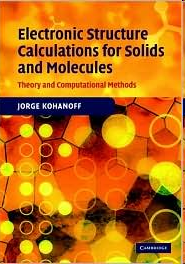 Electronic Structure
Calculations for Solids
and Molecules
Theory and Computational Methods
JORGE KOHANOFF
CAMBRIDGE